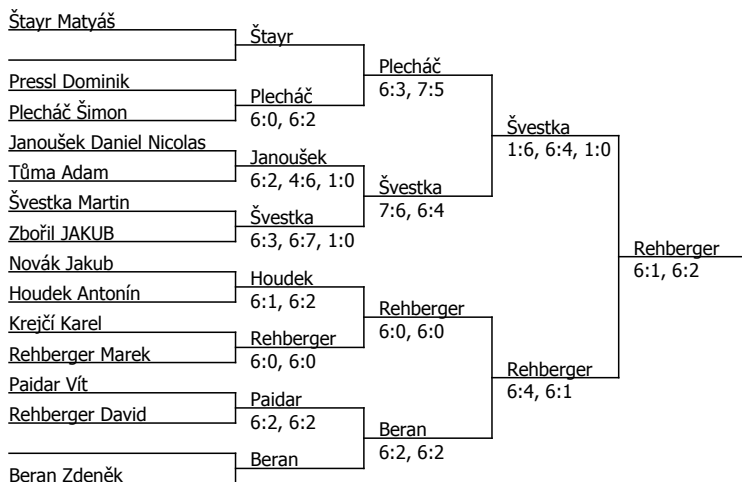 Štayr Matyáš
Pressl Dominik
Plecháč Šimon
Janoušek Daniel Nicolas
Tůma Adam
Švestka Martin
Zbořil JAKUB
Novák Jakub
Houdek Antonín
Krejčí Karel
Rehberger Marek
Paidar Vít
Rehberger David
Beran Zdeněk
Štayr
Plecháč
6:0, 6:2
Janoušek
6:2, 4:6, 1:0
Švestka
6:3, 6:7, 1:0
Houdek
6:1, 6:2
Rehberger
6:0, 6:0
Paidar
6:2, 6:2
Beran
Plecháč
6:3, 7:5
Švestka
7:6, 6:4
Rehberger
6:0, 6:0
Beran
6:2, 6:2
Švestka
1:6, 6:4, 1:0
Rehberger
6:4, 6:1
Rehberger
6:1, 6:2